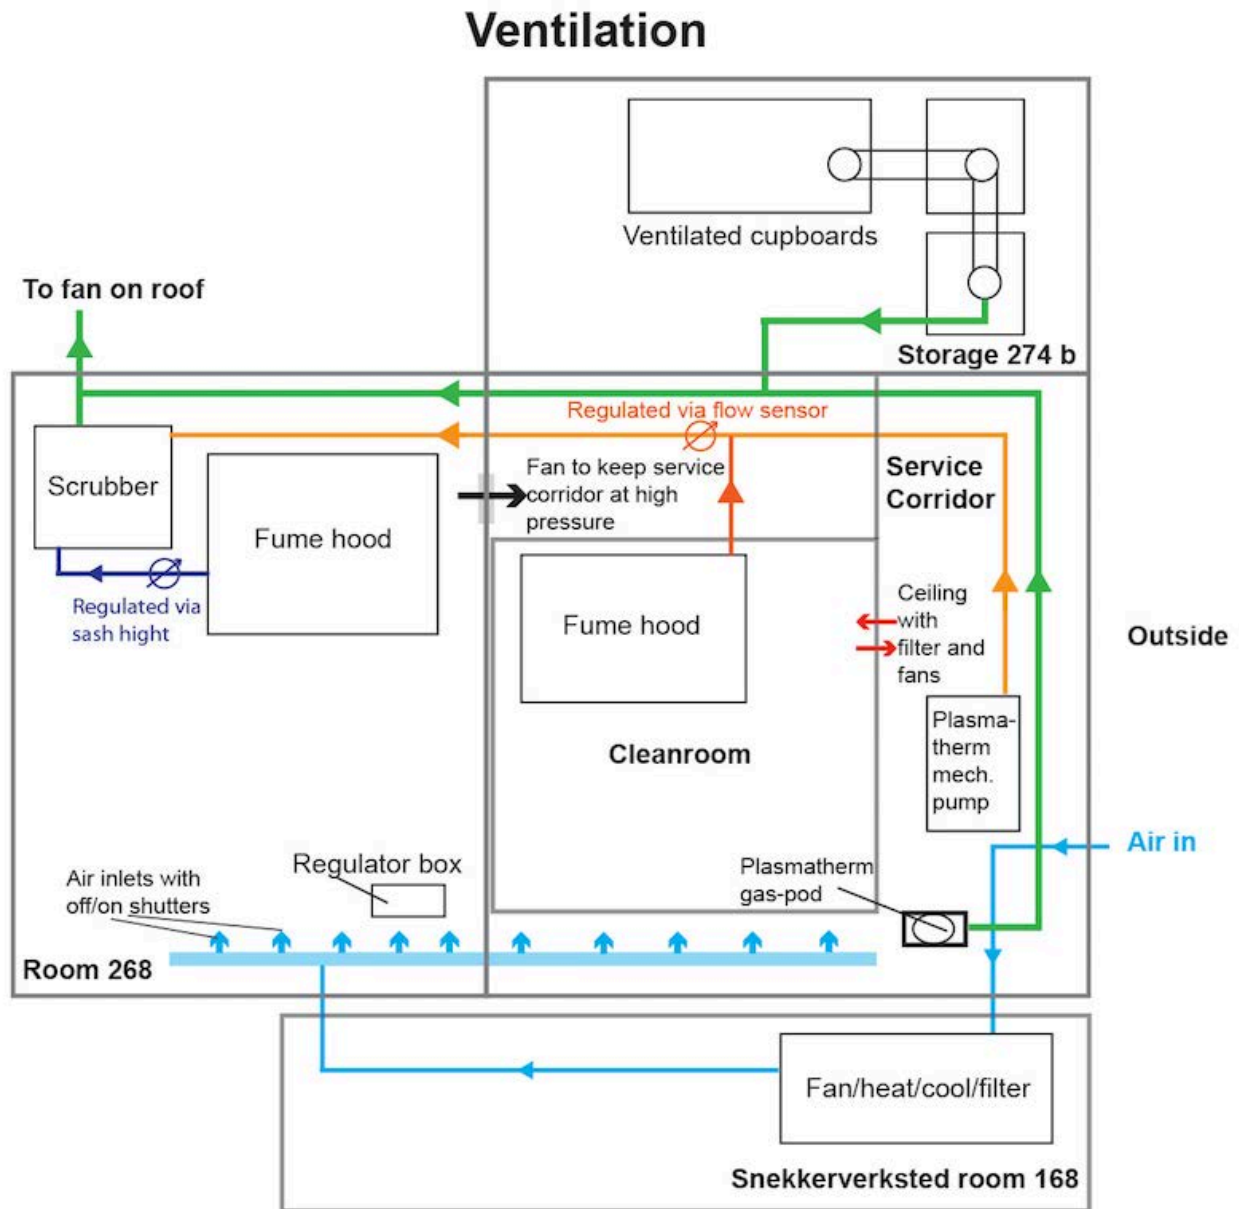 Ventilation
Ventilated cupboards
To fan on roof
Storage 274 b
Regulated via flow sensor
Scrubber
Fume hood
Fan to keep service
corridor at high
pressure
Service
Corridor
Regulated via
sash hight
Fume hood
Ceiling
with
filter and
fans
Outside
Cleanroom
Plasma-
therm
mech.
pump
Air in
Regulator box
Plasmatherm
gas-pod
Air inlets with
off/on shutters
Room 268
Fan/heat/cool/filter
Snekkerverksted room 168